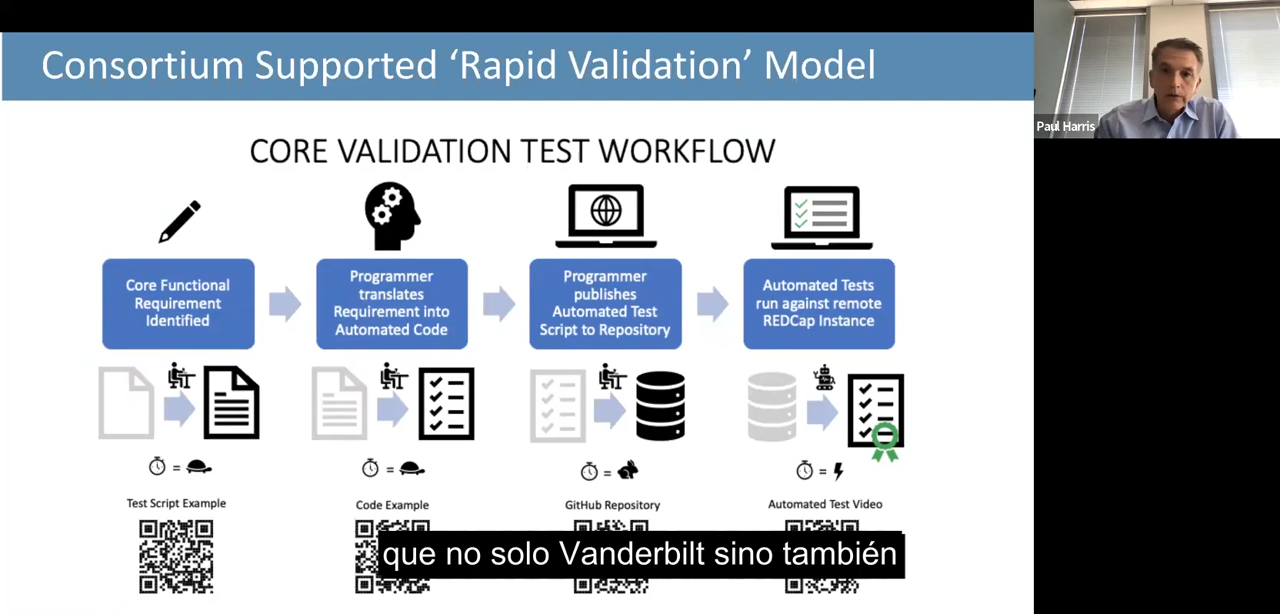 Consortium Supported ‘Rapid Validation’ Model
Paul Harris
CORE VALIDATION TEST WORKFLOW
Core Functional
Requirement
Identified
Programmer
translates
Requirement into
Automated Code
Programmer
publishes
Automated Test
Script to Repository
Automated Tests
run against remote
REDCap Instance
=
=
=
=
Test Script Example
Code Example
GitHub Repository
Automated Test Video
que no solo Vanderbilt sino también